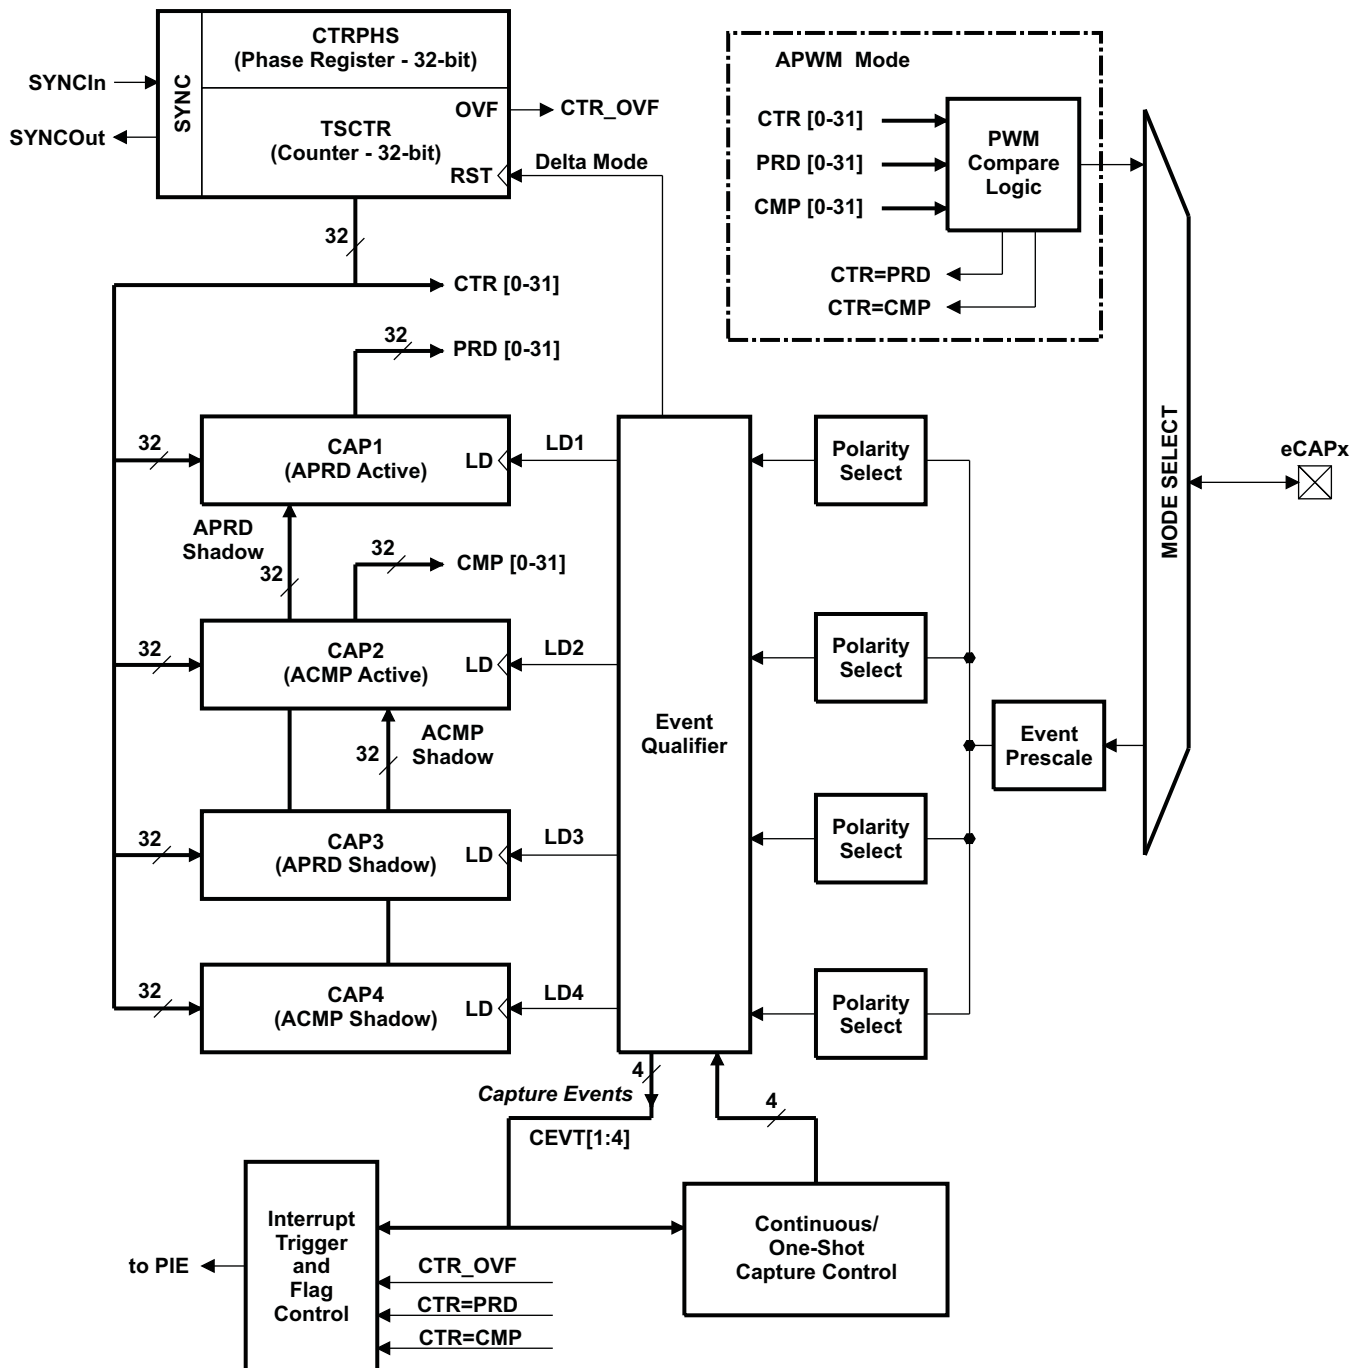 CTRPHS
(Phase Register - 32-bit)
SYNC
SYNCIn
SYNCOut
OVF
CTR_OVF
TSCTR
(Counter - 32-bit)
RST
Delta Mode
APWM Mode
CTR [0-31]
PRD [0-31]
CMP [0-31]
PWM
Compare
Logic
CTR=PRD
CTR=CMP
32
CTR [0-31]
32
PRD [0-31]
32
CAP1
(APRD Active)
LD
LD1
Polarity
Select
MODE SELECT
eCAPx
APRD
Shadow
32
32
CMP [0-31]
32
CAP2
(ACMP Active)
LD
LD2
Polarity
Select
Event
Qualifier
Event
Prescale
ACMP
Shadow
32
32
CAP3
(APRD Shadow)
LD
LD3
Polarity
Select
32
CAP4
(ACMP Shadow)
LD
LD4
Polarity
Select
4
Capture Events
CEVT[1:4]
4
Interrupt
Trigger
and
Flag
Control
to PIE
CTR_OVF
CTR=PRD
CTR=CMP
Continuous/
One-Shot
Capture Control